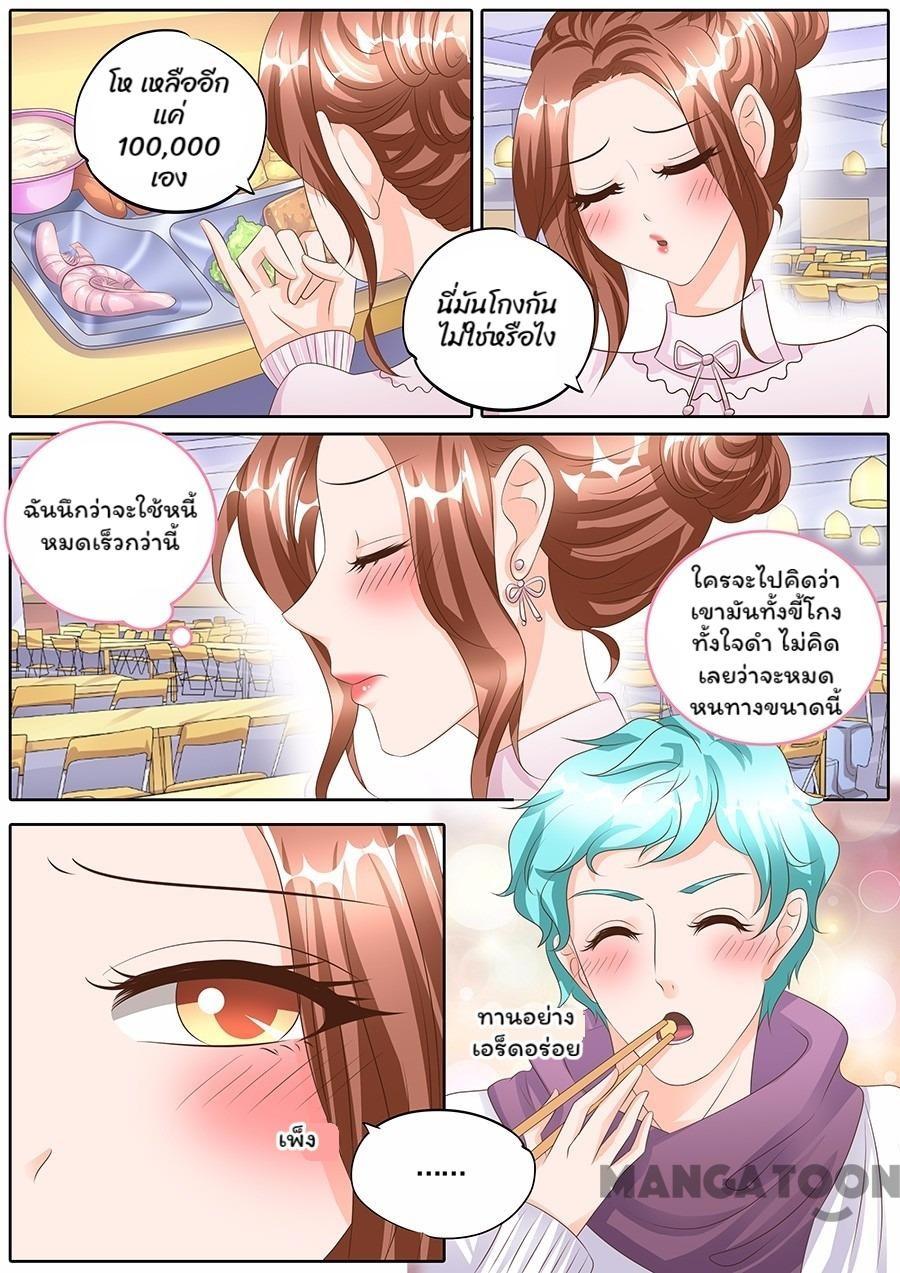 โห เหลืออีก
แค่
100,000
เอง
นี่มันโกงกัน
ไม่ใช่หรือไง
ฉันนึกว่าจะใช้หนี้
หมดเร็วกว่านี้
ใครจะไปคิดว่า
เขามันทั้งขี้โกง
ทั้งใจดำ ไม่คิด
เลยว่าจะหมด
หนทางขนาดนี้
ทานอย่าง
เอร็ดอร่อย
เพ็ง
......
MANGATOON